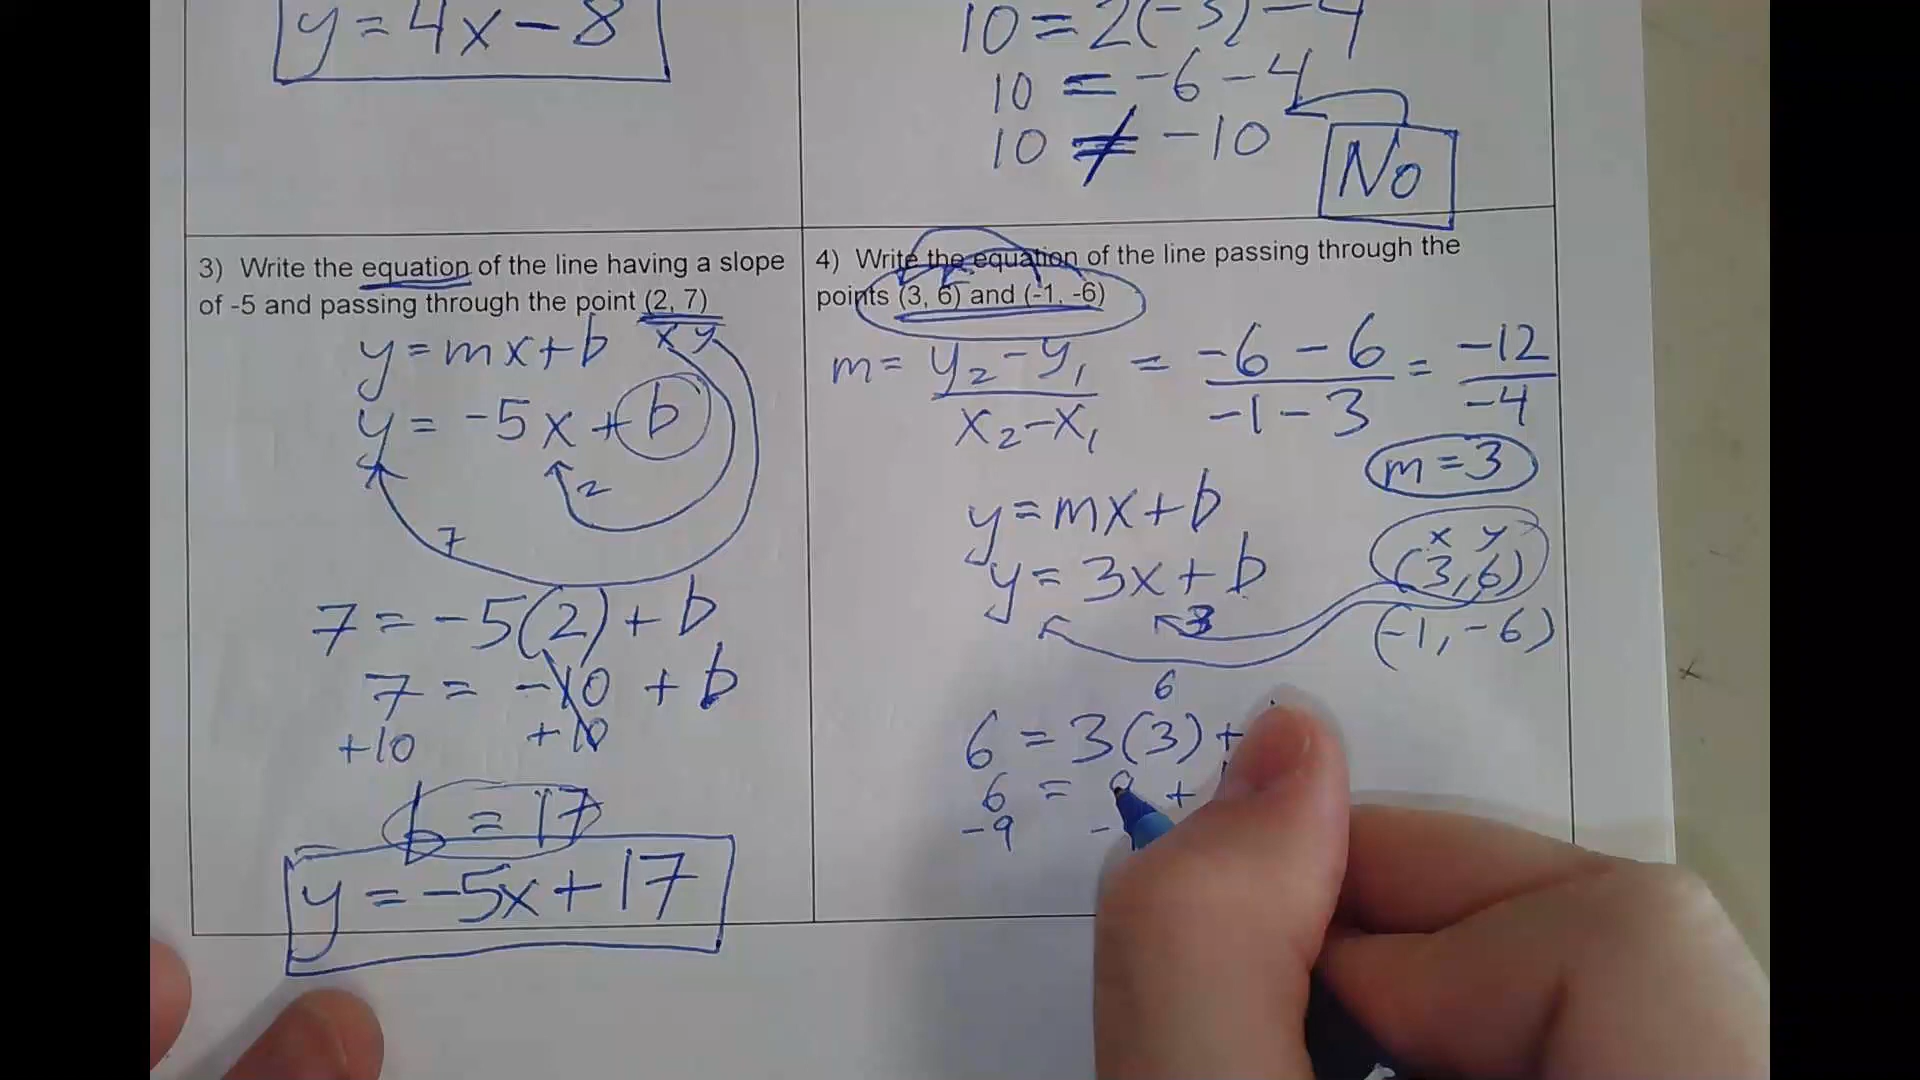 y = 4x - 8
10 = 2(-3) - 4
10 = -6 - 4
10 ≠ -10
No
3) Write the equation of the line having a slope
of -5 and passing through the point (2, 7)
x y
y = mx + b
y = -5x + b
2
7
7 = -5(2) + b
7 = -10 + b
+10 +10
b = 17
y = -5x + 17
4) Write the equation of the line passing through the
points (3, 6) and (-1, -6)
m = y₂ - y₁ / x₂ - x₁ = -6 - 6 / -1 - 3 = -12 / -4
m = 3
y = mx + b
x y
y = 3x + b
(3, 6)
3
(-1, -6)
6
6 = 3(3) +
6 = 9 +
-9 -